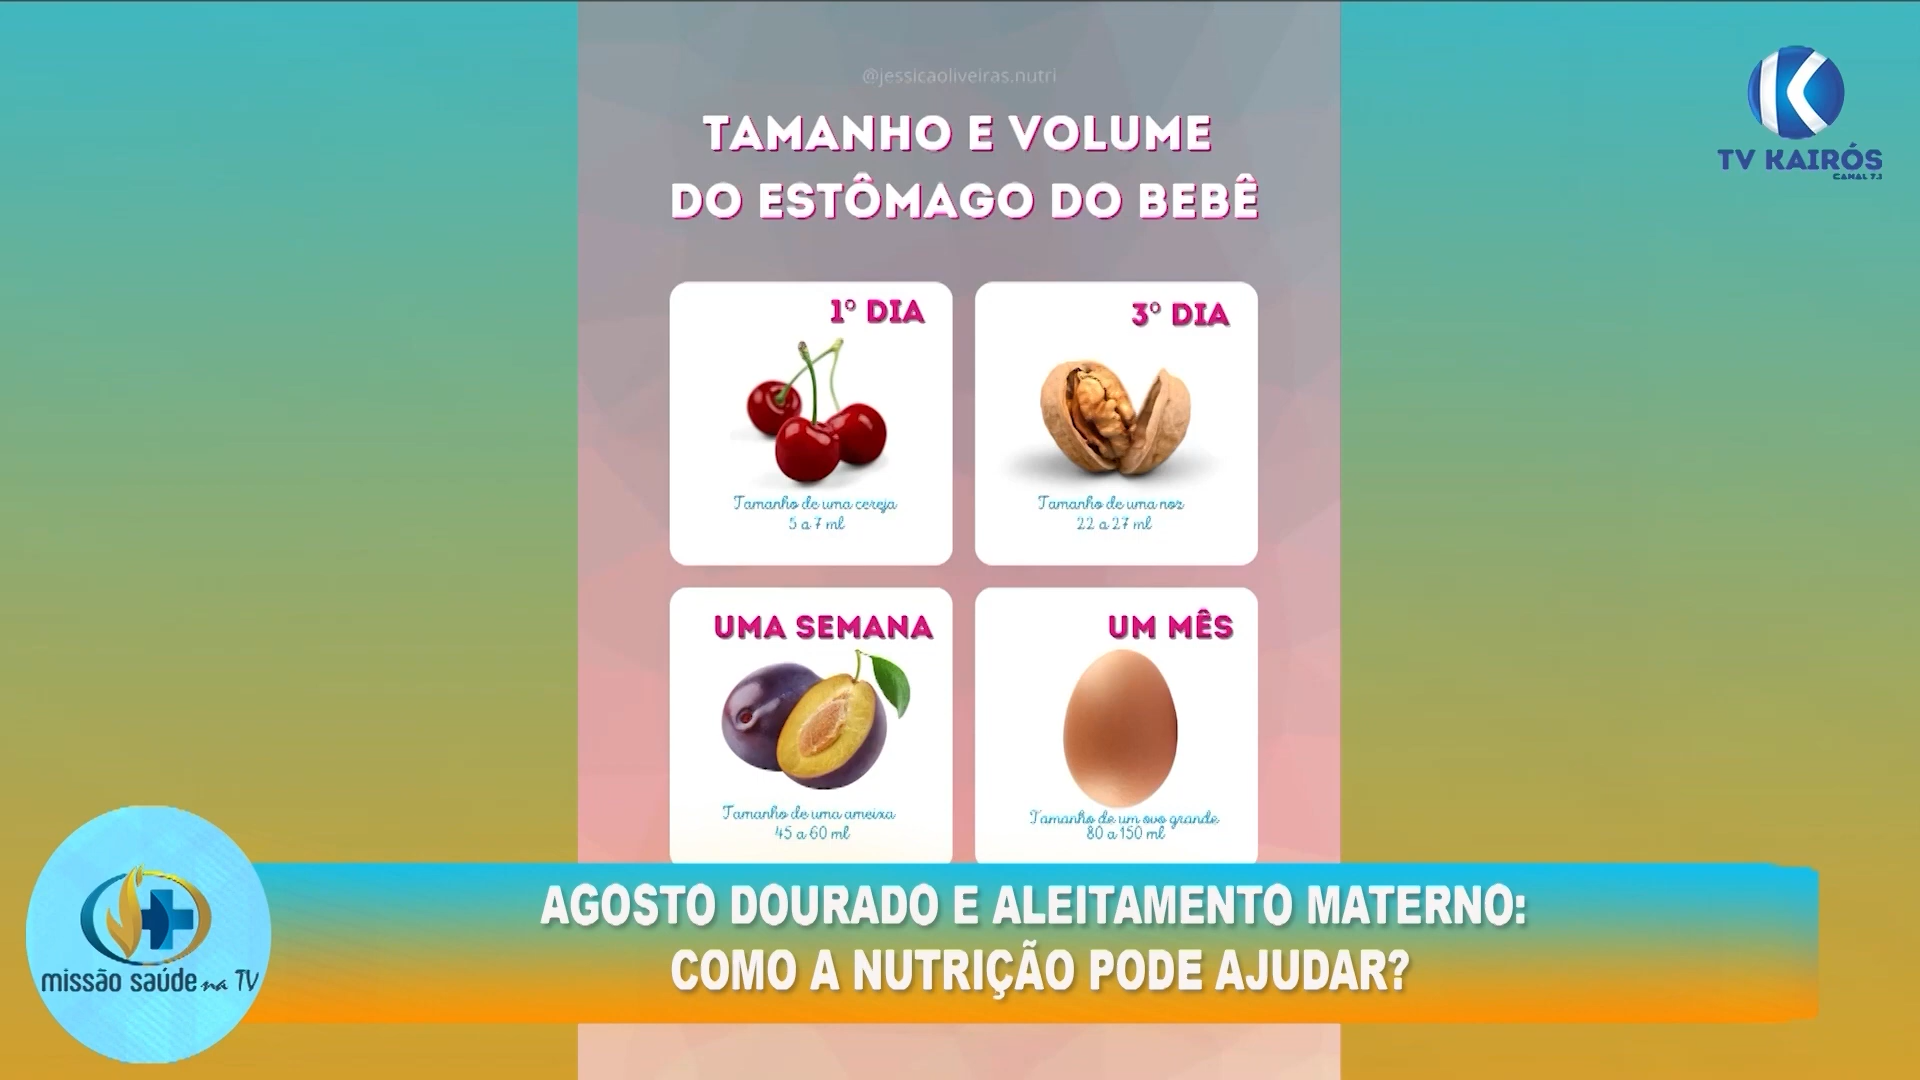 @jessicaoliveiras.nutri
TAMANHO E VOLUME
DO ESTÔMAGO DO BEBÊ
TV KAIRÓS
CANAL 7.1
1º DIA
Tamanho de uma cereja
5 a 7 ml
3º DIA
Tamanho de uma noz
22 a 27 ml
UMA SEMANA
Tamanho de uma ameixa
45 a 60 ml
UM MÊS
Tamanho de um ovo grande
80 a 150 ml
AGOSTO DOURADO E ALEITAMENTO MATERNO:
COMO A NUTRIÇÃO PODE AJUDAR?
missão saúde na TV